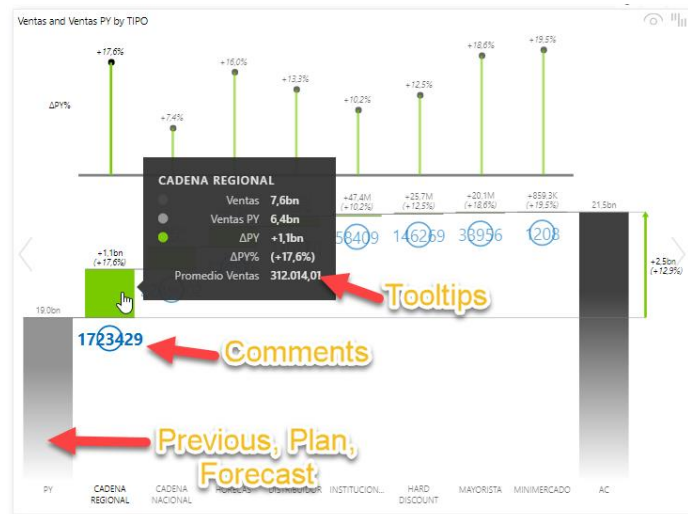 Ventas and Ventas PY by TIPO
+17,6%
+7,4%
+16,0%
+13,3%
+10,2%
+12,5%
+18,6%
+19,5%
ΔPY%
CADENA REGIONAL
Ventas 7,6bn
Ventas PY 6,4bn
ΔPY +1,1bn
ΔPY% (+17,6%)
Promedio Ventas 312.014,01
+47,4M
(+10,2%)
+25,7M
(+12,5%)
+20,1M
(+18,6%)
+859,3K
(+19,5%)
21,5bn
58409
146269
33956
1208
+1,1bn
(+17,6%)
+2,5bn
(+12,9%)
Tooltips
19,0bn
1723429
Comments
Previous, Plan,
Forecast
PY
CADENA
REGIONAL
CADENA
NACIONAL
DISTRIBUIDOR
INSTITUCION...
HARD
DISCOUNT
MAYORISTA
MINIMERCADO
AC